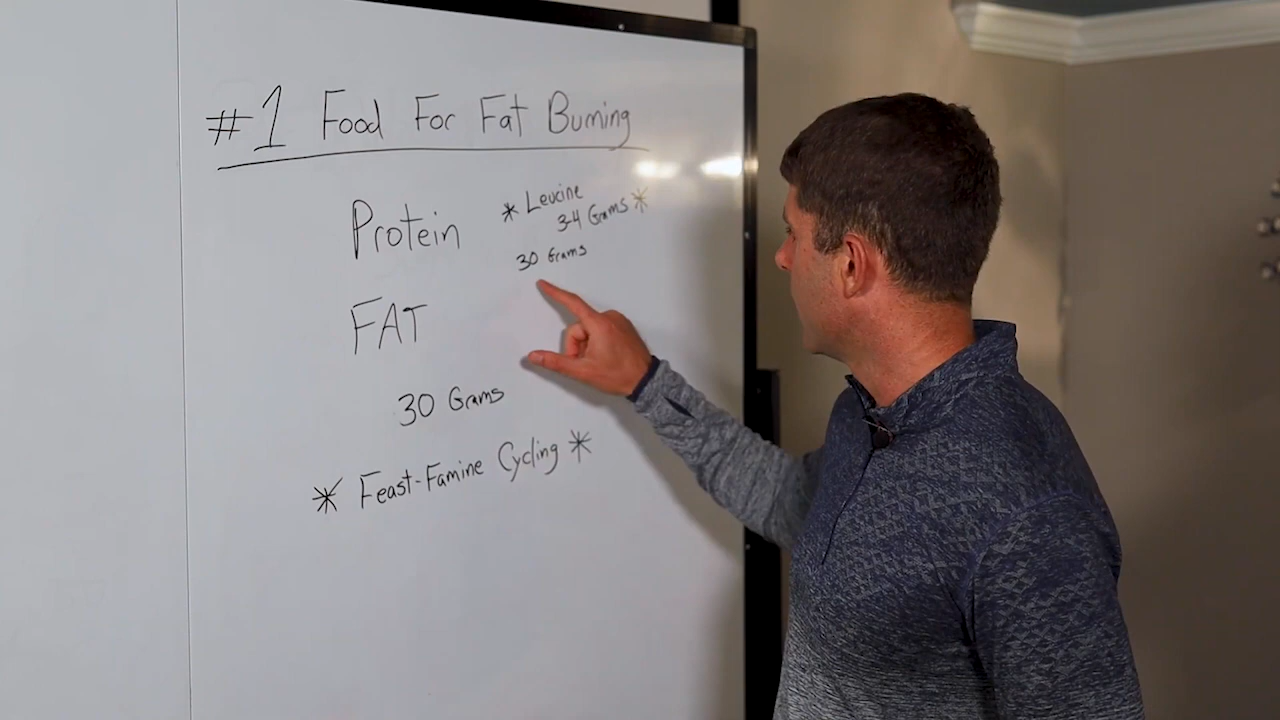 #1 Food For Fat Burning
Protein
* Leucine
3-4 Grams *
30 Grams
FAT
30 Grams
* Feast-Famine Cycling *